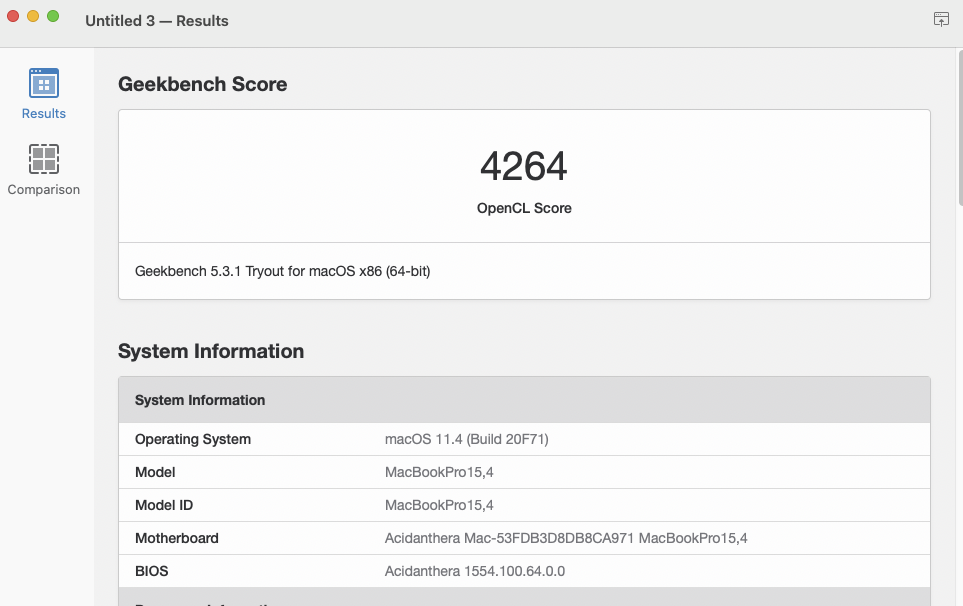 Untitled 3 — Results
Results
Comparison
Geekbench Score
4264
OpenCL Score
Geekbench 5.3.1 Tryout for macOS x86 (64-bit)
System Information
System Information
Operating System macOS 11.4 (Build 20F71)
Model MacBookPro15,4
Model ID MacBookPro15,4
Motherboard Acidanthera Mac-53FDB3D8DB8CA971 MacBookPro15,4
BIOS Acidanthera 1554.100.64.0.0